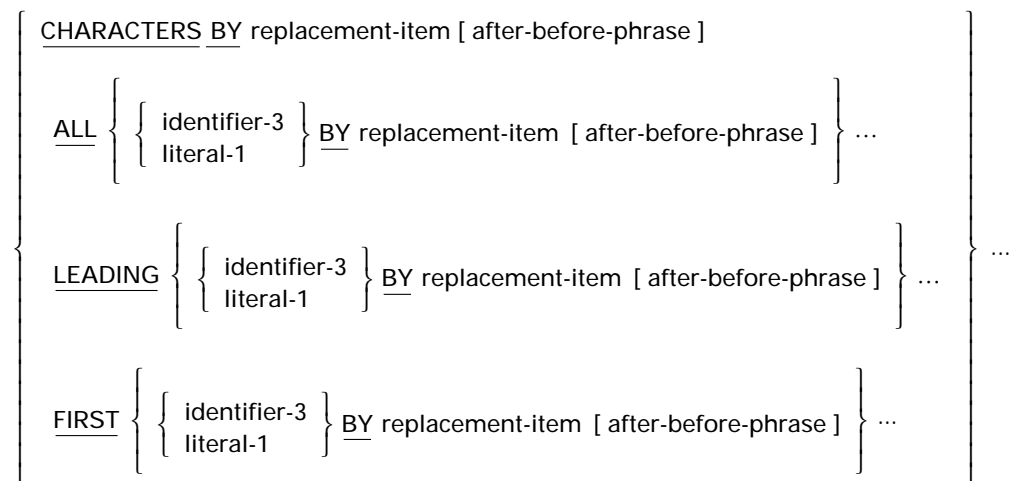 CHARACTERS BY replacement-item [ after-before-phrase ]
ALL { { identifier-3
literal-1 } BY replacement-item [ after-before-phrase ] } ...
LEADING { { identifier-3
literal-1 } BY replacement-item [ after-before-phrase ] } ...
...
FIRST { { identifier-3
literal-1 } BY replacement-item [ after-before-phrase ] } ...